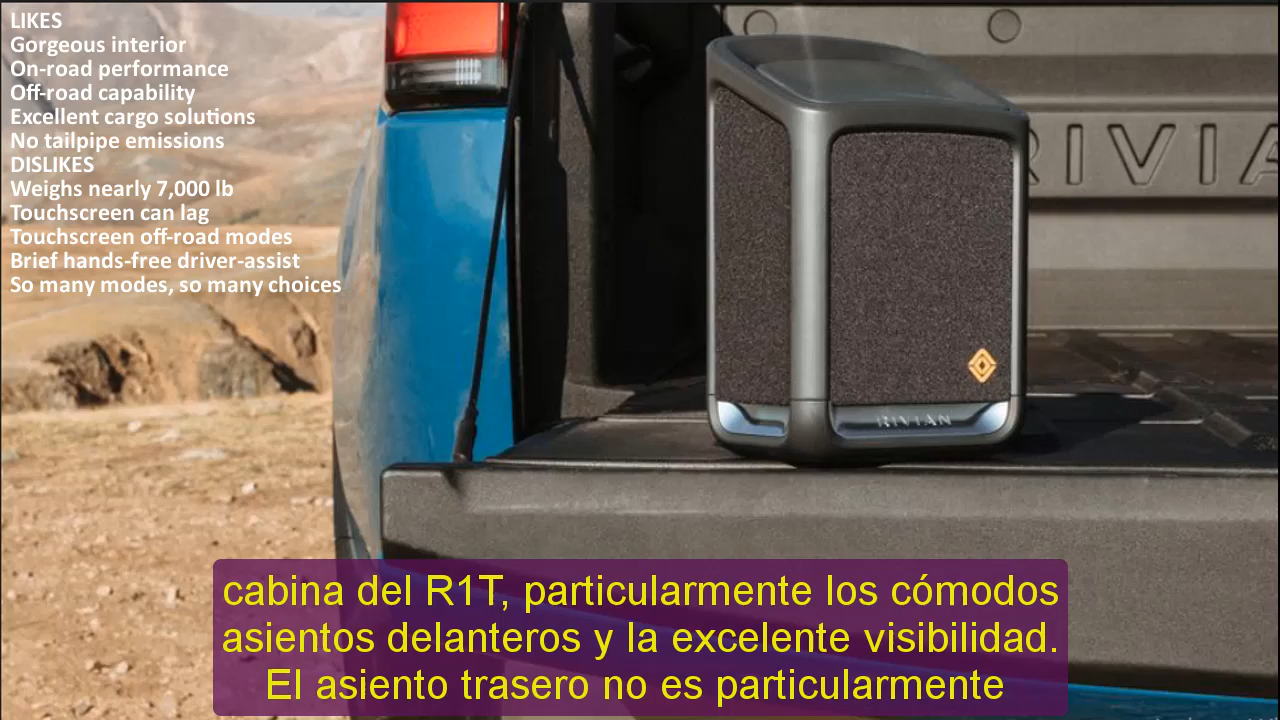 LIKES
Gorgeous interior
On-road performance
Off-road capability
Excellent cargo solutions
No tailpipe emissions
DISLIKES
Weighs nearly 7,000 lb
Touchscreen can lag
Touchscreen off-road modes
Brief hands-free driver-assist
So many modes, so many choices
RIVIA
RIVIAN
cabina del R1T, particularmente los cómodos
asientos delanteros y la excelente visibilidad.
El asiento trasero no es particularmente